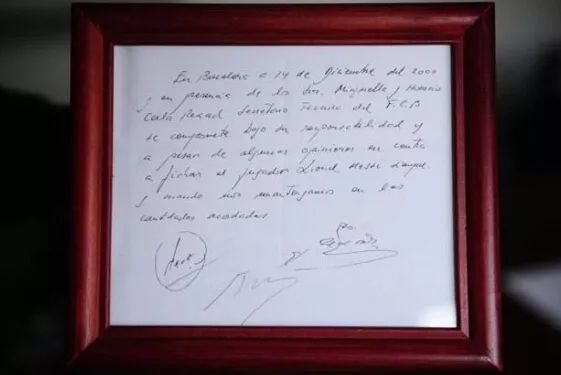 En Barcelona a 14 de Diciembre del 2000
y en presencia de los Srs. Minguella y Horacio
Carles Rexach Secretario Tecnico del F.C.B
se compromete bajo su responsabilidad y
a pesar de algunas opiniones en contra
a fichar al jugador Lionel Messi siempre
y cuando nos mantengamos en las
cantidades acordadas